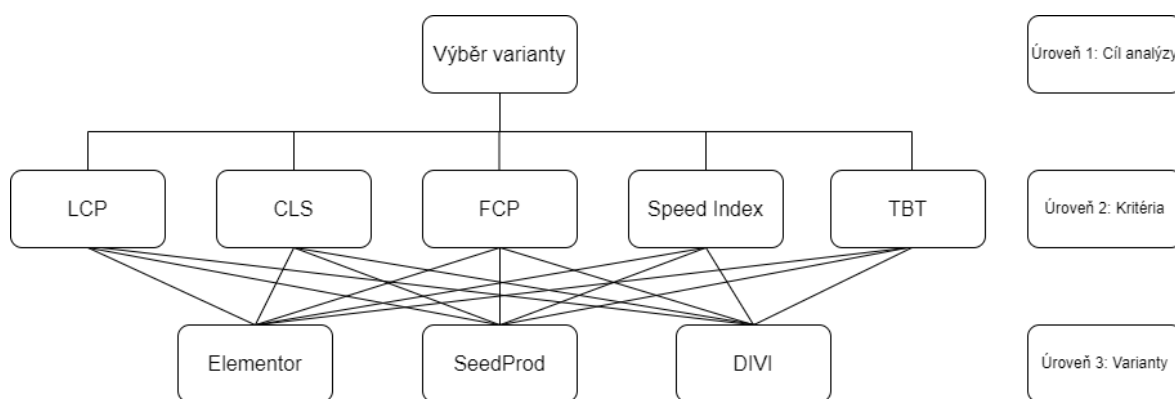 Výběr varianty
Úroveň 1: Cíl analýzy
LCP
CLS
FCP
Speed Index
TBT
Úroveň 2: Kritéria
Elementor
SeedProd
DIVI
Úroveň 3: Varianty